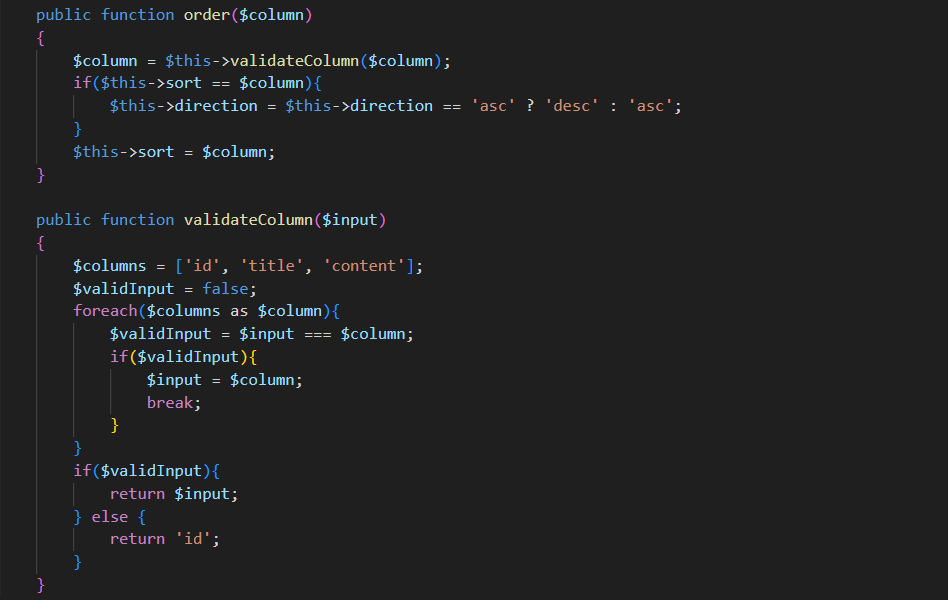 public function order($column)
{
    $column = $this->validateColumn($column);
    if($this->sort == $column){
        $this->direction = $this->direction == 'asc' ? 'desc' : 'asc';
    }
    $this->sort = $column;
}

public function validateColumn($input)
{
    $columns = ['id', 'title', 'content'];
    $validInput = false;
    foreach($columns as $column){
        $validInput = $input === $column;
        if($validInput){
            $input = $column;
            break;
        }
    }
    if($validInput){
        return $input;
    } else {
        return 'id';
    }
}